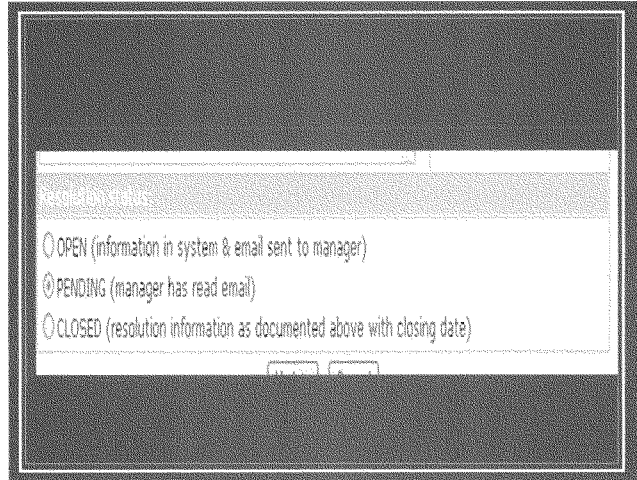 Resolution Status:
OPEN (information in system & email sent to manager)
PENDING (manager has read email)
CLOSED (resolution information as documented above with closing date)